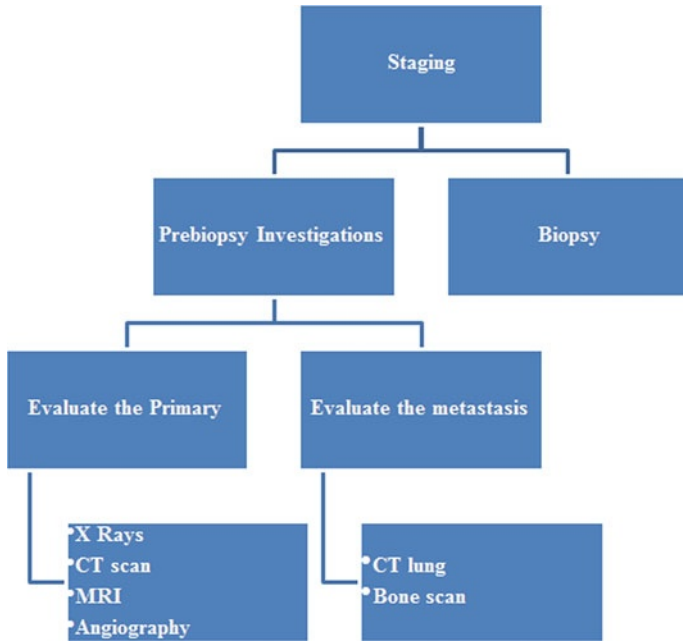 Staging
Prebiopsy Investigations
Biopsy
Evaluate the Primary
Evaluate the metastasis
•X Rays
•CT scan
•MRI
•Angiography
•CT lung
•Bone scan